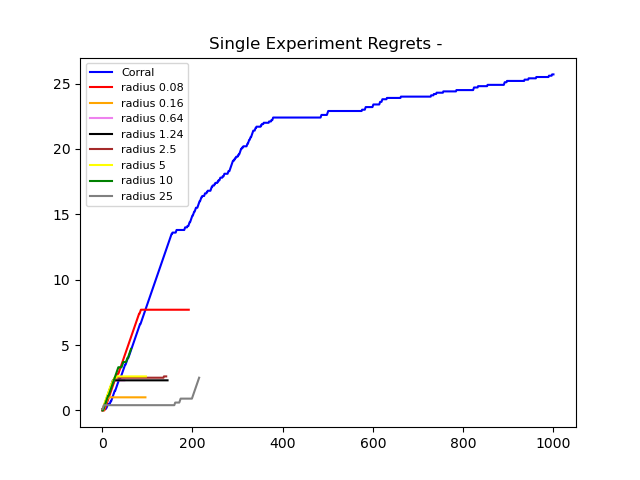 Single Experiment Regrets -
25
20
15
10
5
0
Corral
radius 0.08
radius 0.16
radius 0.64
radius 1.24
radius 2.5
radius 5
radius 10
radius 25
0 200 400 600 800 1000